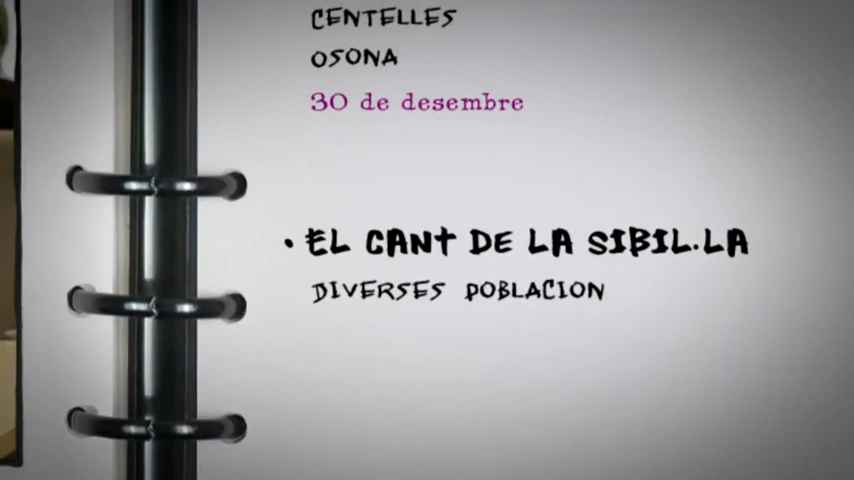 CENTELLES
OSONA
30 de desembre
• EL CANT DE LA SIBIL.LA
DIVERSES POBLACION